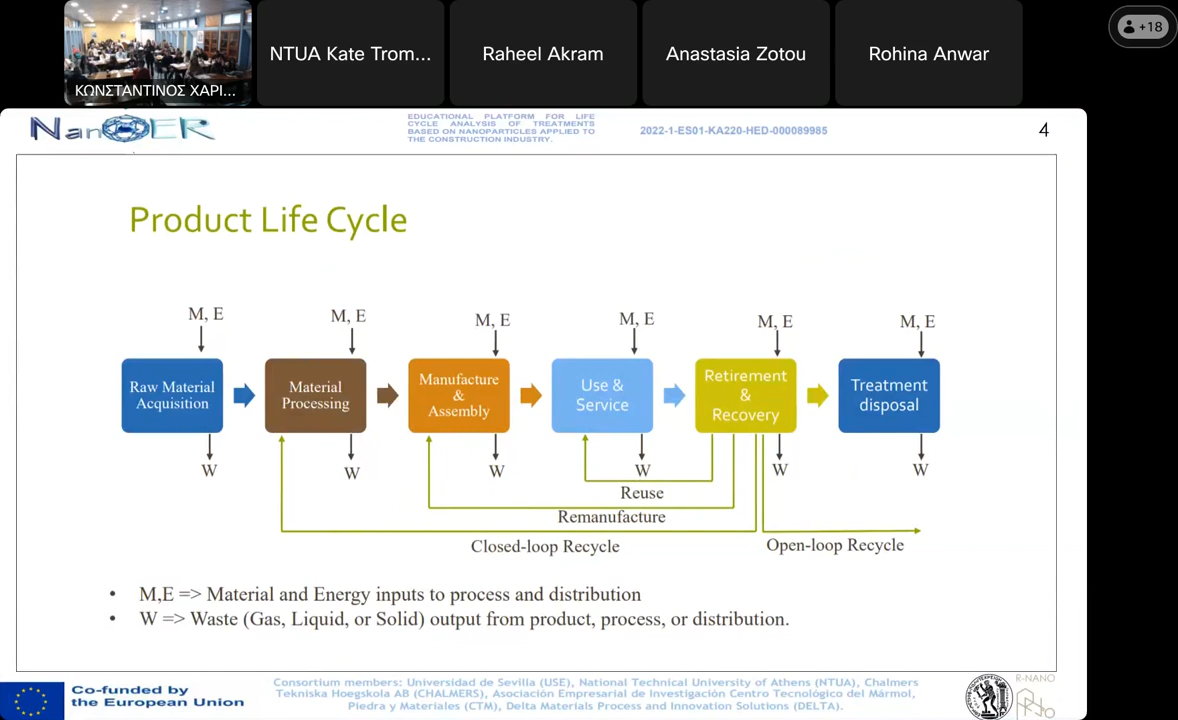 ΚΩΝΣΤΑΝΤΙΝΟΣ ΧΑΡΙ...
NTUA Kate Trom...
Raheel Akram
Anastasia Zotou
Rohina Anwar
+18
NanOER
EDUCATIONAL PLATFORM FOR LIFE
CYCLE ANALYSIS OF TREATMENTS
BASED ON NANOPARTICLES APPLIED TO
THE CONSTRUCTION INDUSTRY.
2022-1-ES01-KA220-HED-000089985
4
Product Life Cycle
M, E
M, E
M, E
M, E
M, E
M, E
Raw Material
Acquisition
Material
Processing
Manufacture
&
Assembly
Use &
Service
Retirement
&
Recovery
Treatment
disposal
W
W
W
W
W
W
Reuse
Remanufacture
Closed-loop Recycle
Open-loop Recycle
• M,E => Material and Energy inputs to process and distribution
• W => Waste (Gas, Liquid, or Solid) output from product, process, or distribution.
Co-funded by
the European Union
Consortium members: Universidad de Sevilla (USE), National Technical University of Athens (NTUA), Chalmers
Tekniska Hoegskola AB (CHALMERS), Asociación Empresarial de Investigación Centro Tecnológico del Mármol,
Piedra y Materiales (CTM), Delta Materials Process and Innovation Solutions (DELTA).
R-NANO